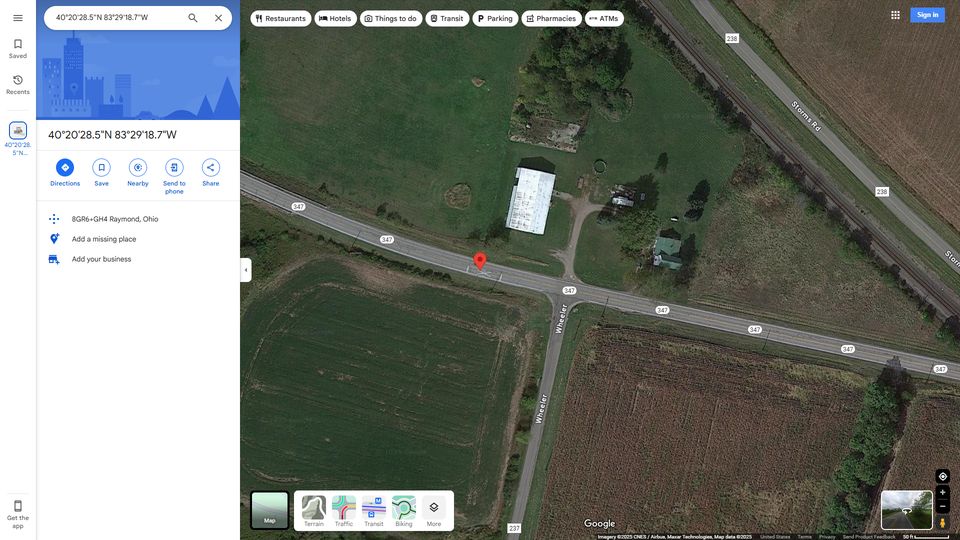 40°20'28.5"N 83°29'18.7"W
Restaurants
Hotels
Things to do
Transit
Parking
Pharmacies
ATMs
Sign in
Saved
Recents
40°20'28.
5"N...
40°20'28.5"N 83°29'18.7"W
Directions
Save
Nearby
Send to
phone
Share
8GR6+GH4 Raymond, Ohio
Add a missing place
Add your business
Get the
app
238
Storms Rd
238
347
347
347
347
347
347
347
Wheeler
Wheeler
237
Map
Terrain
Traffic
Transit
Biking
More
Google
Imagery ©2025 CNES / Airbus, Maxar Technologies, Map data ©2025
United States
Terms
Privacy
Send Product Feedback
50 ft